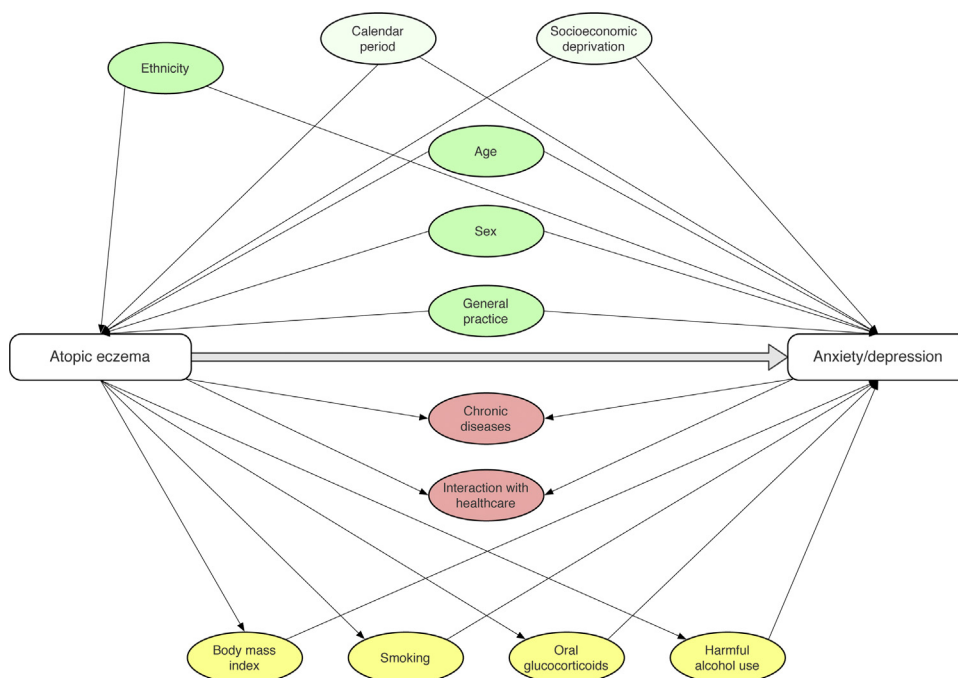 Calendar
period
Socioeconomic
deprivation
Ethnicity
Age
Sex
General
practice
Atopic eczema
Anxiety/depression
Chronic
diseases
Interaction with
healthcare
Body mass
index
Smoking
Oral
glucocorticoids
Harmful
alcohol use